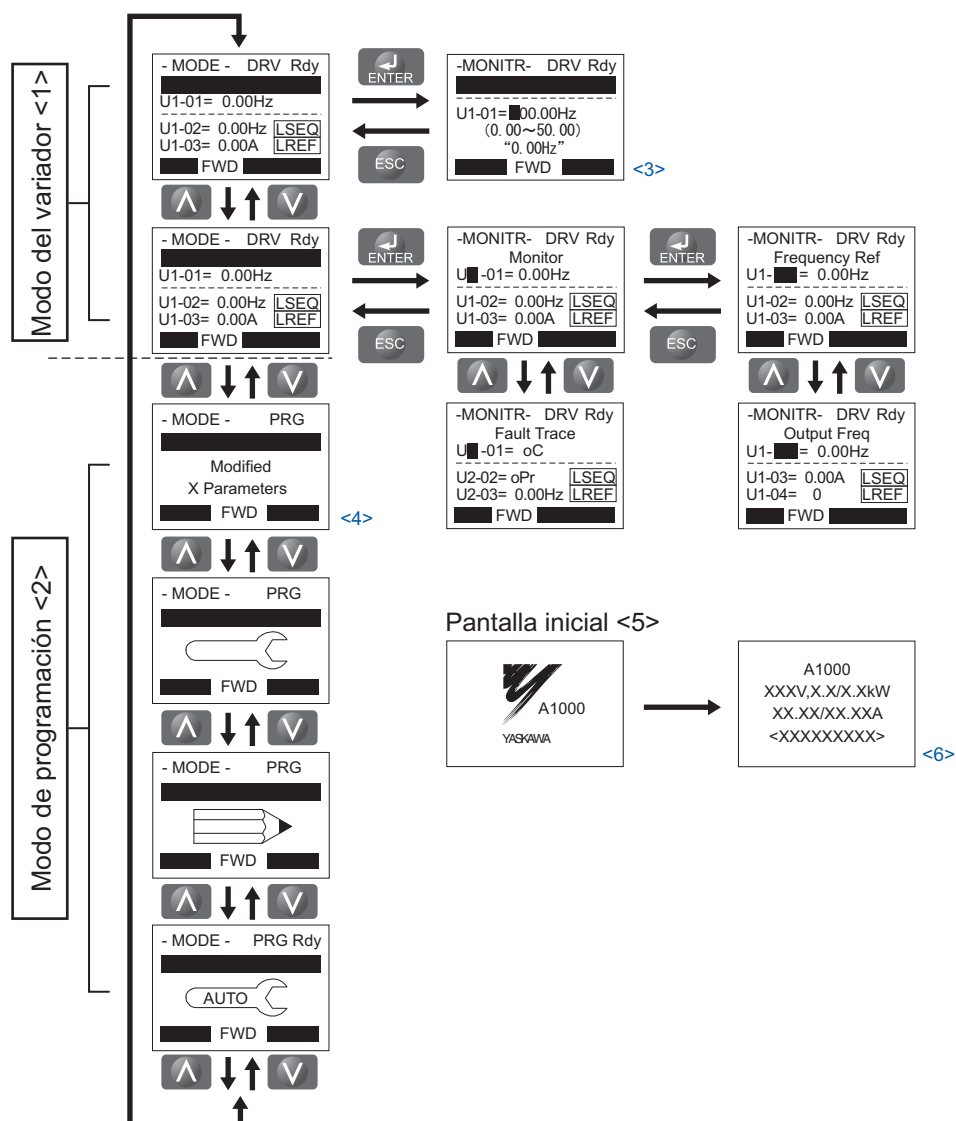 Modo del variador <1>
- MODE - DRV Rdy
U1-01= 0.00Hz
U1-02= 0.00Hz LSEQ
U1-03= 0.00A LREF
FWD
ENTER
ESC
-MONITR- DRV Rdy
U1-01= 00.00Hz
(0.00～50.00)
“0.00Hz”
FWD
<3>
- MODE - DRV Rdy
U1-01= 0.00Hz
U1-02= 0.00Hz LSEQ
U1-03= 0.00A LREF
FWD
ENTER
ESC
-MONITR- DRV Rdy
Monitor
U -01= 0.00Hz
U1-02= 0.00Hz LSEQ
U1-03= 0.00A LREF
FWD
ENTER
ESC
-MONITR- DRV Rdy
Frequency Ref
U1- = 0.00Hz
U1-02= 0.00Hz LSEQ
U1-03= 0.00A LREF
FWD
-MONITR- DRV Rdy
Fault Trace
U -01= oC
U2-02= oPr LSEQ
U2-03= 0.00Hz LREF
FWD
-MONITR- DRV Rdy
Output Freq
U1- = 0.00Hz
U1-03= 0.00A LSEQ
U1-04= 0 LREF
FWD
Modo de programación <2>
- MODE - PRG
Modified
X Parameters
FWD
<4>
- MODE - PRG
FWD
- MODE - PRG
FWD
- MODE - PRG Rdy
AUTO
FWD
Pantalla inicial <5>
A1000
YASKAWA
A1000
XXXV,X.X/X.XkW
XX.XX/XX.XXA
<XXXXXXXXX>
<6>